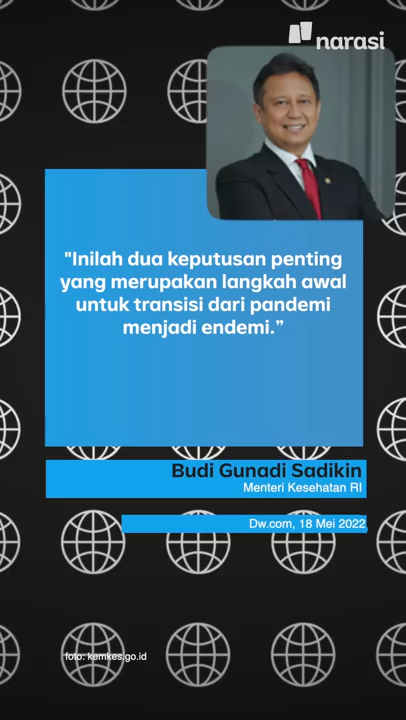 narasi
"Inilah dua keputusan penting
yang merupakan langkah awal
untuk transisi dari pandemi
menjadi endemi.”
Budi Gunadi Sadikin
Menteri Kesehatan RI
Dw.com, 18 Mei 2022
foto: kemkes.go.id